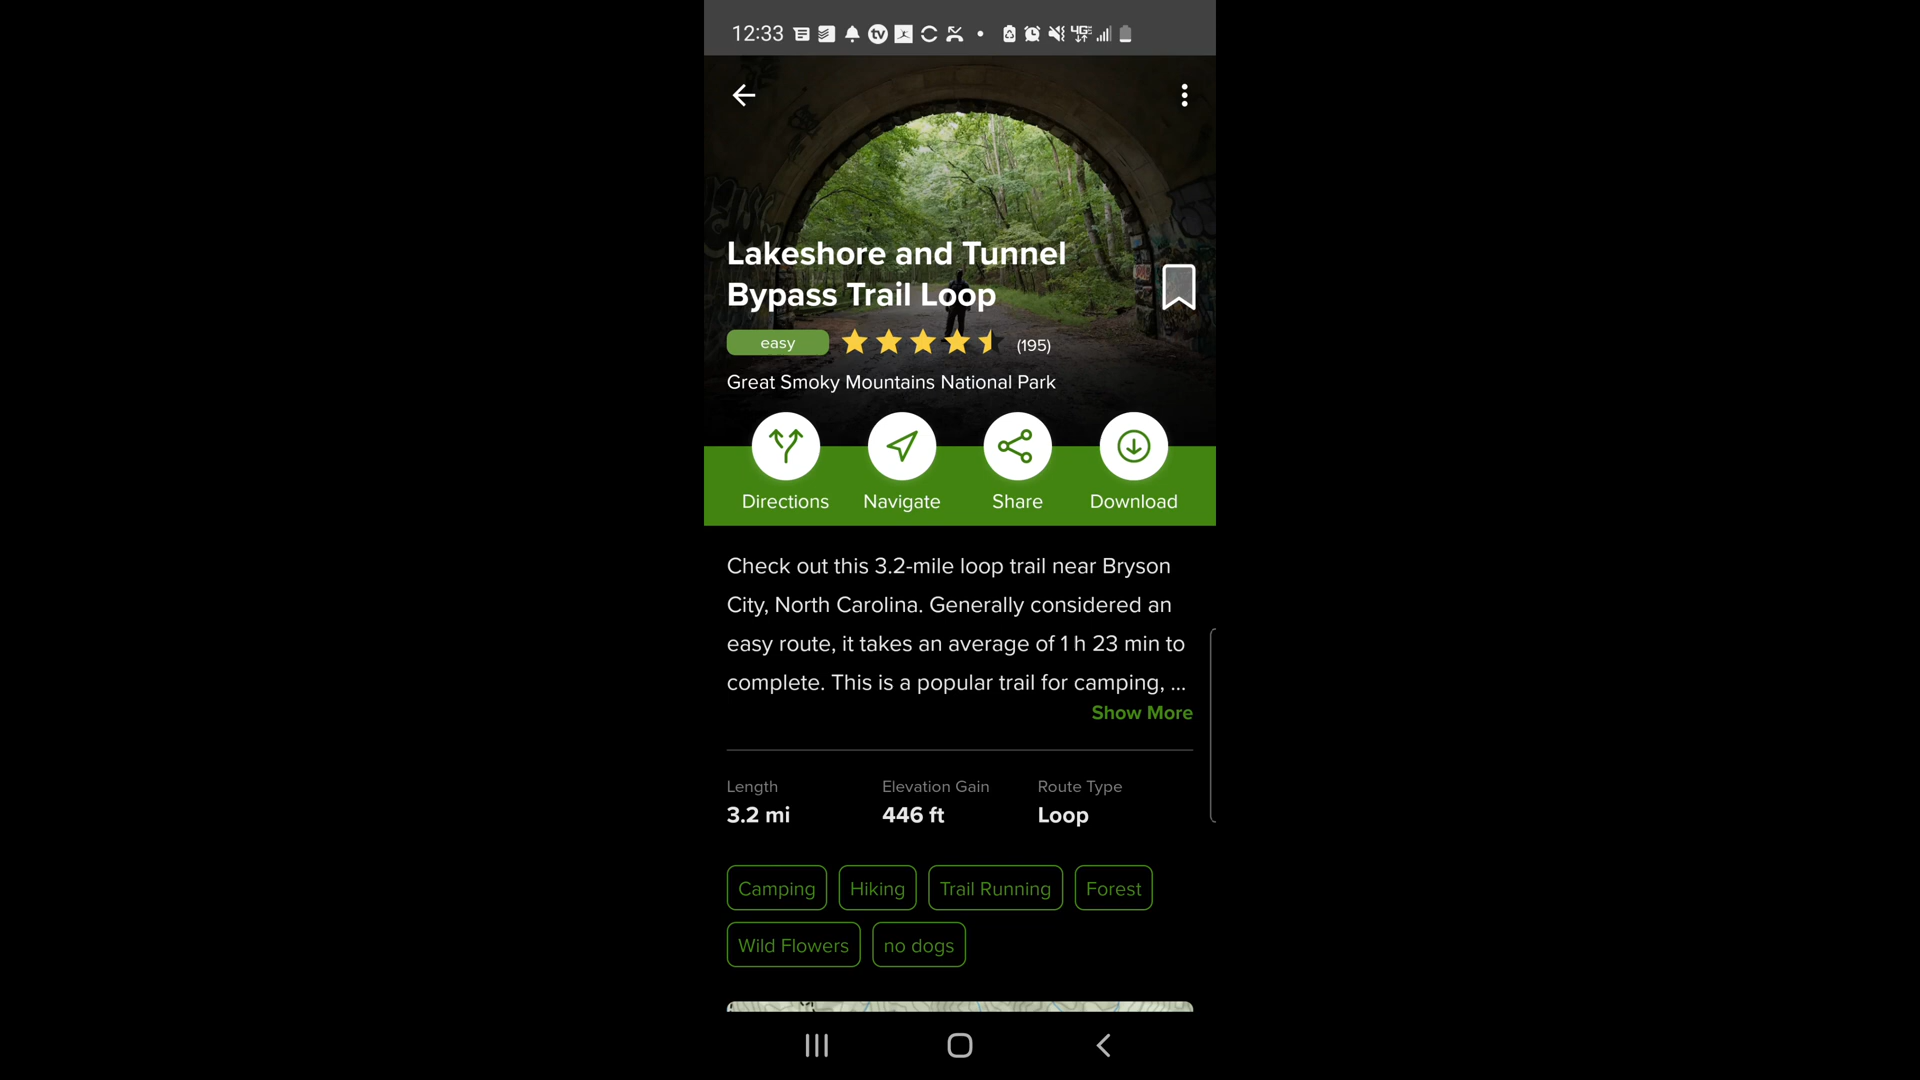 12:33
tv
4G
Lakeshore and Tunnel
Bypass Trail Loop
easy
(195)
Great Smoky Mountains National Park
Directions Navigate Share Download
Check out this 3.2-mile loop trail near Bryson
City, North Carolina. Generally considered an
easy route, it takes an average of 1 h 23 min to
complete. This is a popular trail for camping, ...
Show More
Length Elevation Gain Route Type
3.2 mi 446 ft Loop
Camping Hiking Trail Running Forest
Wild Flowers no dogs